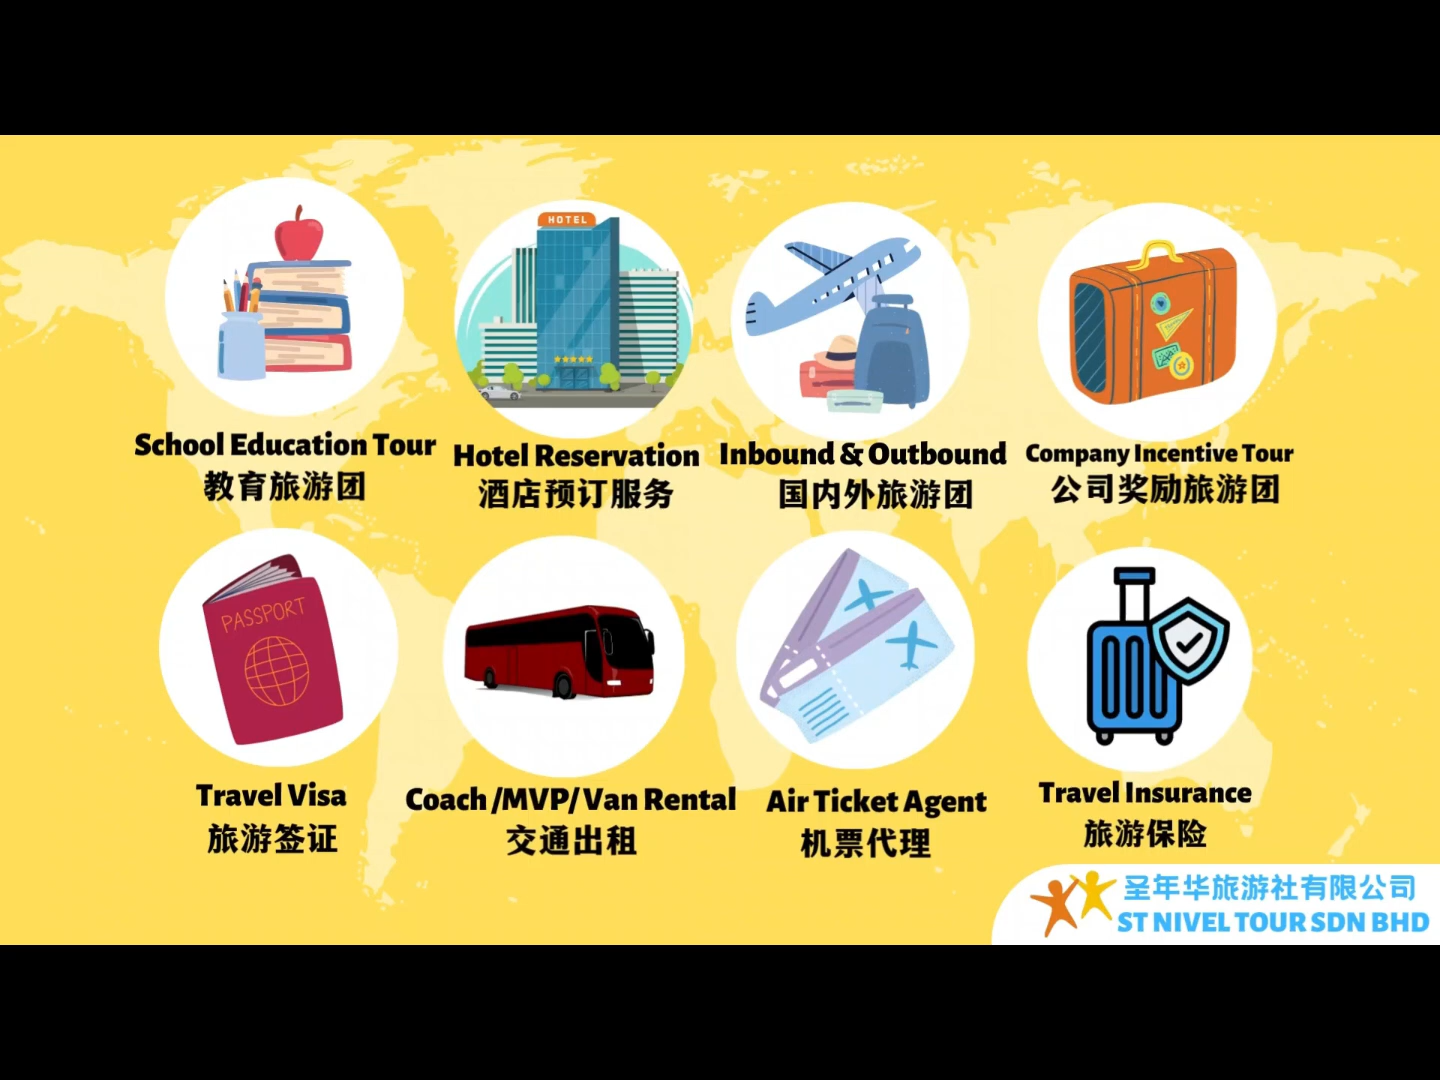 HOTEL
School Education Tour
教育旅游团
Hotel Reservation
酒店预订服务
Inbound & Outbound
国内外旅游团
Company Incentive Tour
公司奖励旅游团
PASSPORT
Travel Visa
旅游签证
Coach /MVP/ Van Rental
交通出租
Air Ticket Agent
机票代理
Travel Insurance
旅游保险
圣年华旅游社有限公司
ST NIVEL TOUR SDN BHD